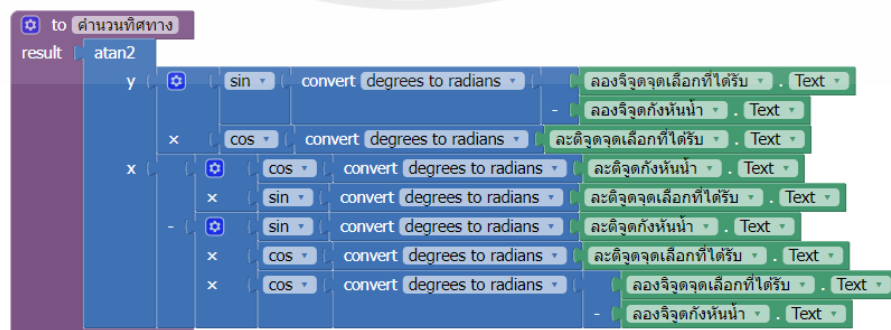 to คำนวนทิศทาง
result atan2
y sin convert degrees to radians ลองจิจูดจุดเลือกที่ได้รับ . Text
- ลองจิจูดกังหันน้ำ . Text
× cos convert degrees to radians ละติจูดจุดเลือกที่ได้รับ . Text
x cos convert degrees to radians ละติจูดกังหันน้ำ . Text
× sin convert degrees to radians ละติจูดจุดเลือกที่ได้รับ . Text
- sin convert degrees to radians ละติจูดกังหันน้ำ . Text
× cos convert degrees to radians ละติจูดจุดเลือกที่ได้รับ . Text
× cos convert degrees to radians ลองจิจูดจุดเลือกที่ได้รับ . Text
- ลองจิจูดกังหันน้ำ . Text